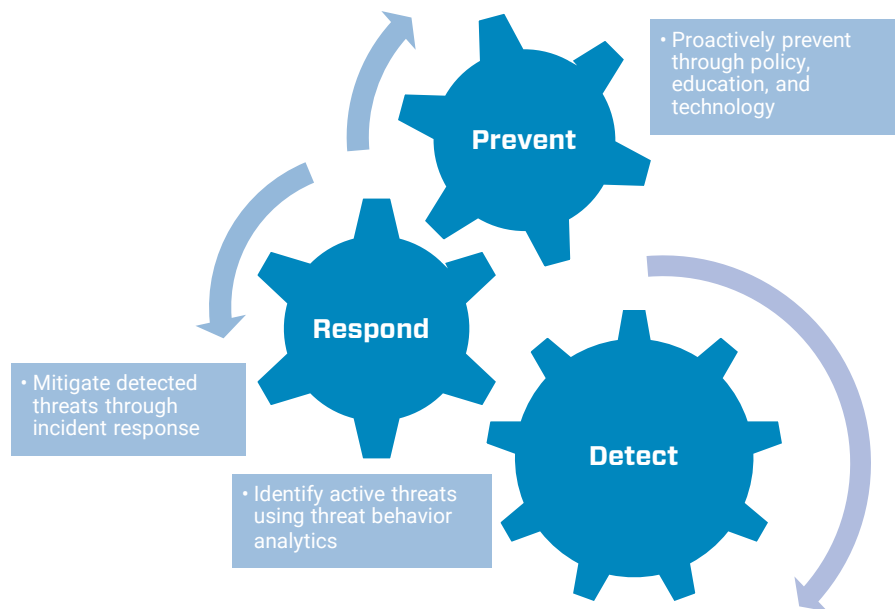 Prevent
• Proactively prevent
through policy,
education, and
technology
Respond
• Mitigate detected
threats through
incident response
Detect
• Identify active threats
using threat behavior
analytics